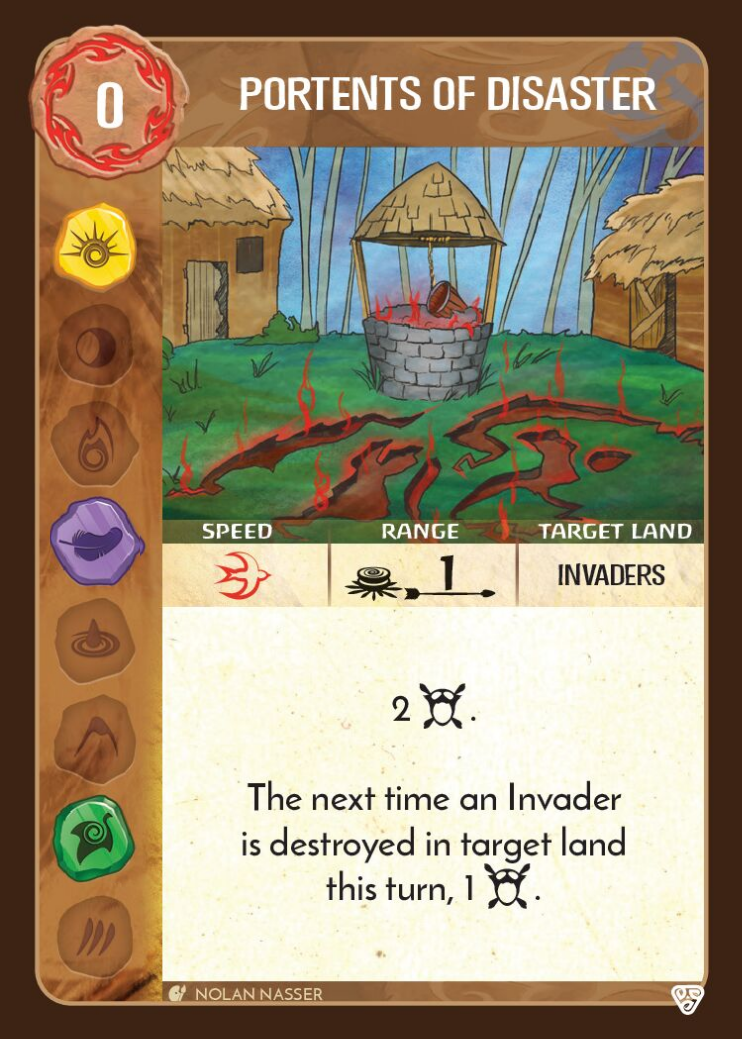 0
PORTENTS OF DISASTER
SPEED RANGE TARGET LAND
1 INVADERS
2 .
The next time an Invader
is destroyed in target land
this turn, 1 .
NOLAN NASSER